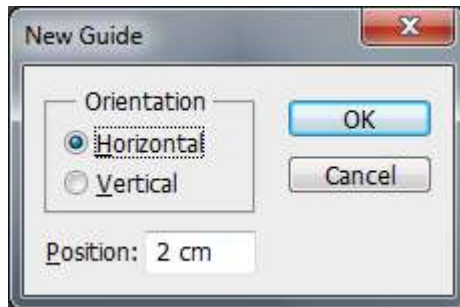 New Guide
Orientation
Horizontal
Vertical
OK
Cancel
Position: 2 cm